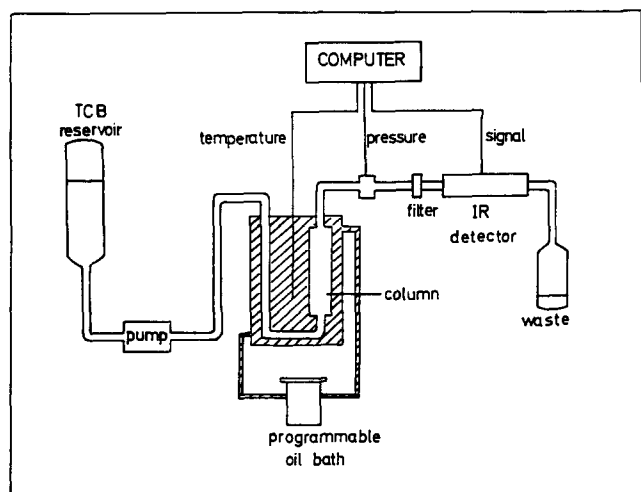 COMPUTER
TCB
reservoir
temperature
pressure
signal
filter
IR
detector
column
waste
pump
programmable
oil bath